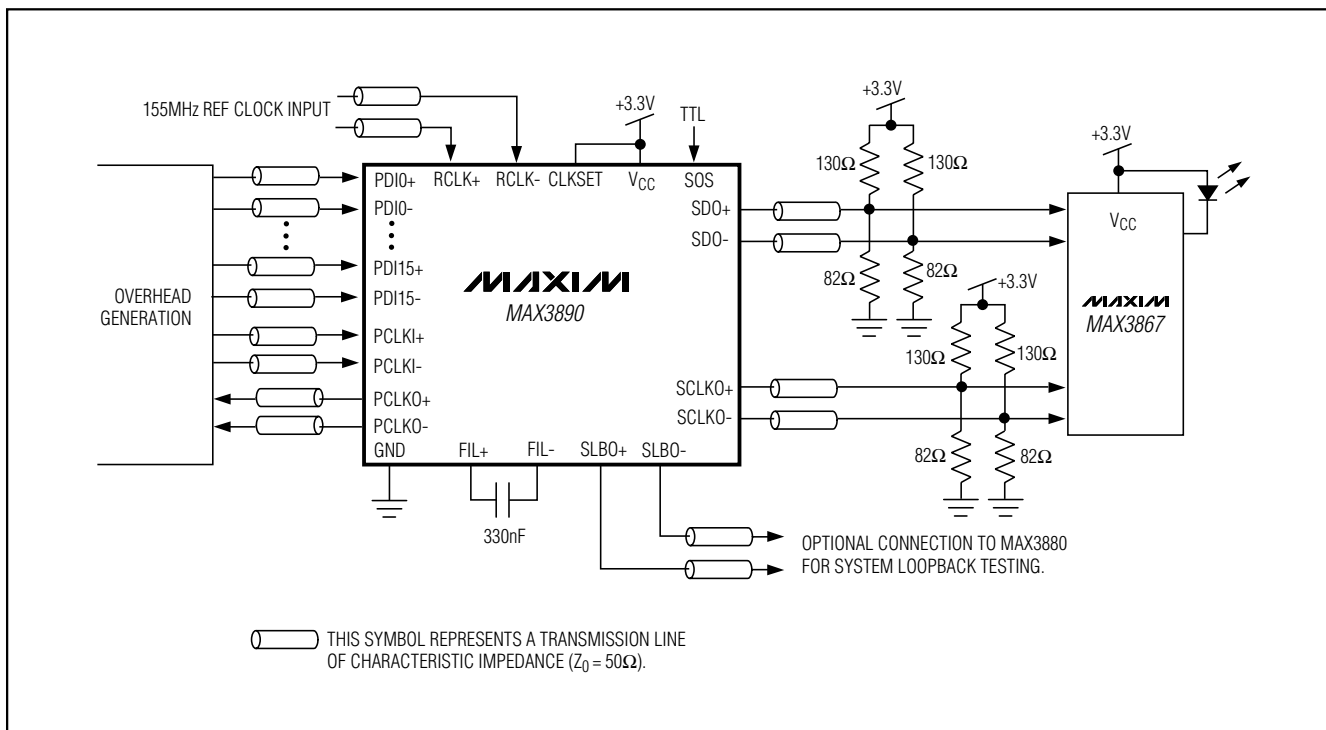 155MHz REF CLOCK INPUT
+3.3V
TTL
+3.3V
+3.3V
130Ω
130Ω
PDI0+
RCLK+
RCLK-
CLKSET
VCC
SOS
PDI0-
SDO+
SDO-
VCC
PDI15+
PDI15-
OVERHEAD
GENERATION
MAXIM
MAX3890
82Ω
82Ω
+3.3V
MAXIM
MAX3867
PCLKI+
PCLKI-
130Ω
130Ω
PCLKO+
PCLKO-
SCLKO+
SCLKO-
GND
FIL+
FIL-
SLBO+
SLBO-
82Ω
82Ω
330nF
OPTIONAL CONNECTION TO MAX3880
FOR SYSTEM LOOPBACK TESTING.
THIS SYMBOL REPRESENTS A TRANSMISSION LINE
OF CHARACTERISTIC IMPEDANCE (Z0 = 50Ω).